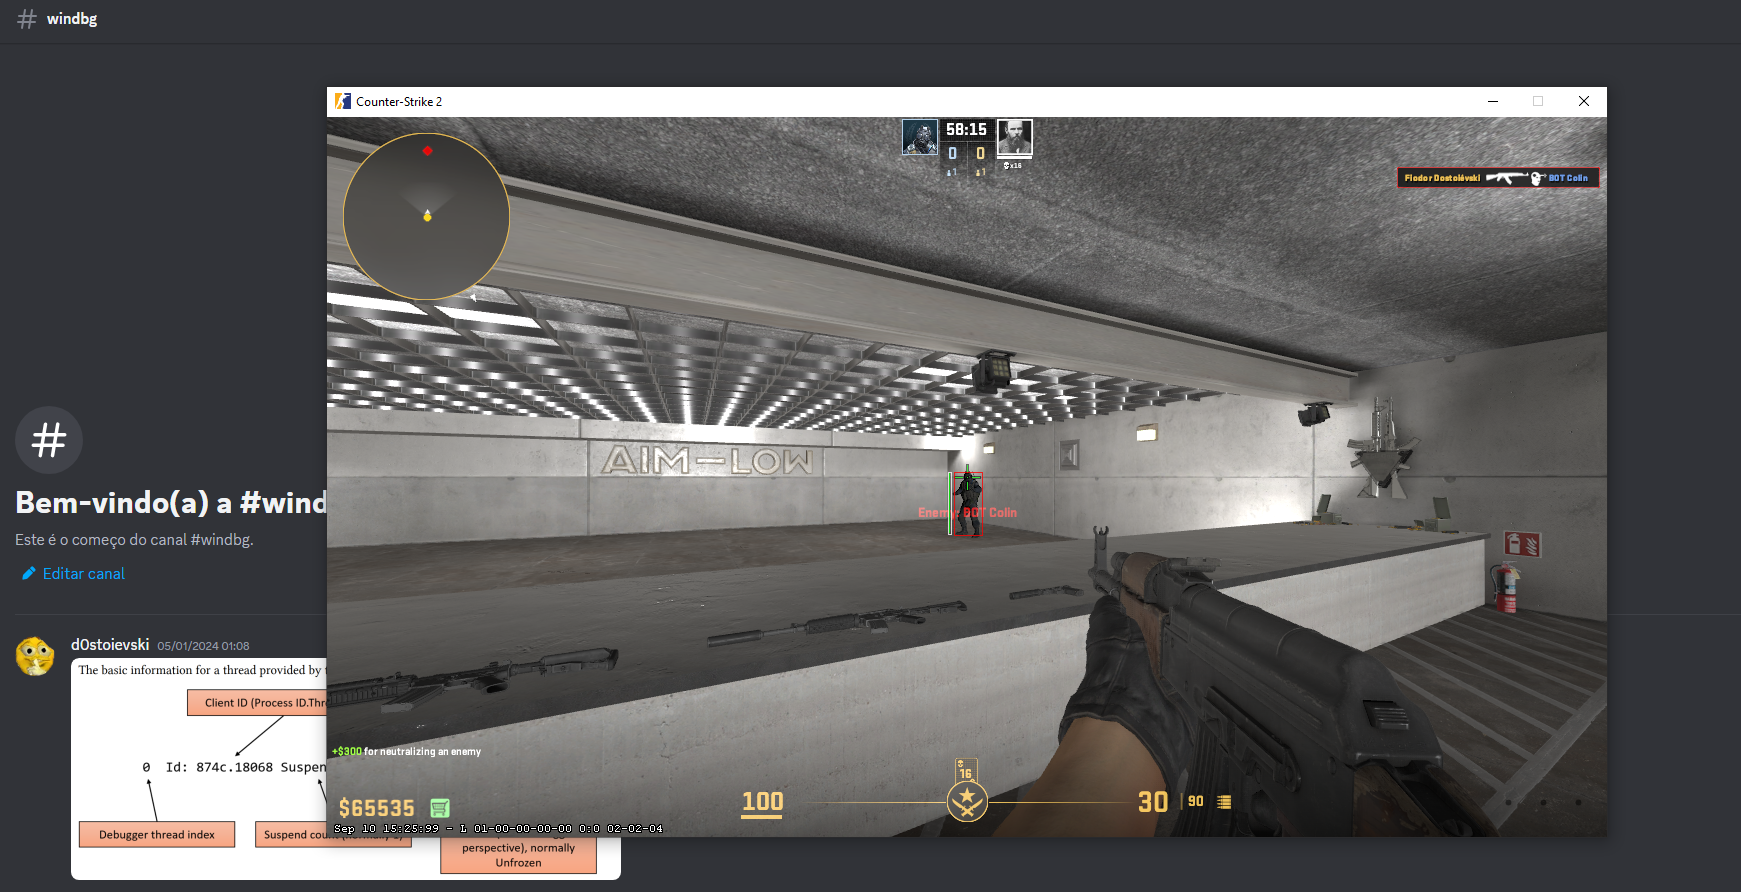 windbg
Counter-Strike 2
58:15
0 0
1 1
x16
Fiodor Dostoiévski BOT Colin
AIM-LOW
Enemy: BOT Colin
Bem-vindo(a) a #wind
Este é o começo do canal #windbg.
Editar canal
d0stoievski 05/01/2024 01:08
The basic information for a thread provided by
Client ID (Process ID.Thr
0 Id: 874c.18068 Suspen
Debugger thread index
Suspend
perspective), normally
Unfrozen
+$300 for neutralizing an enemy
16
$65535
100
30 90
Sep 10 15:25:99 - L 01-00-00-00-00 0:0 02-02-04